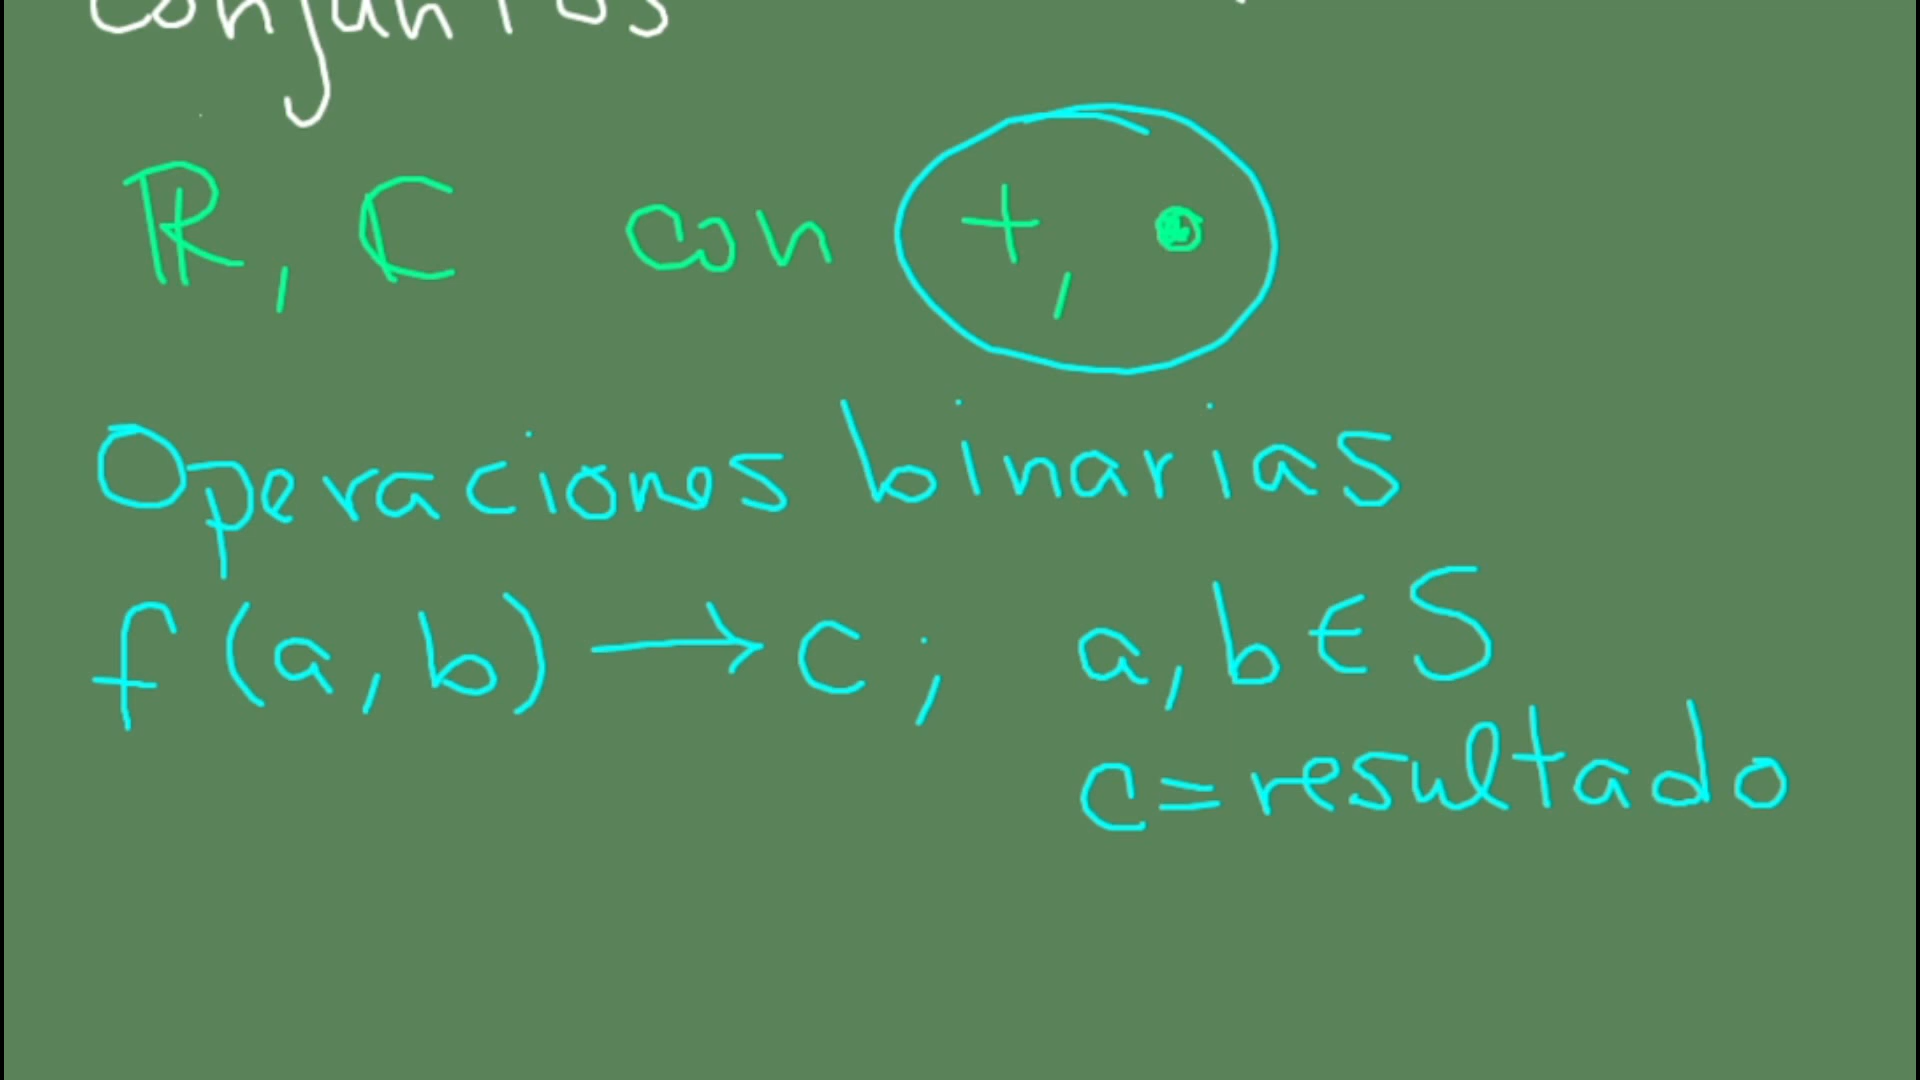 conjuntos
ℝ, ℂ con +, •
Operaciones binarias
f(a,b) → c; a,b ∈ S
c = resultado